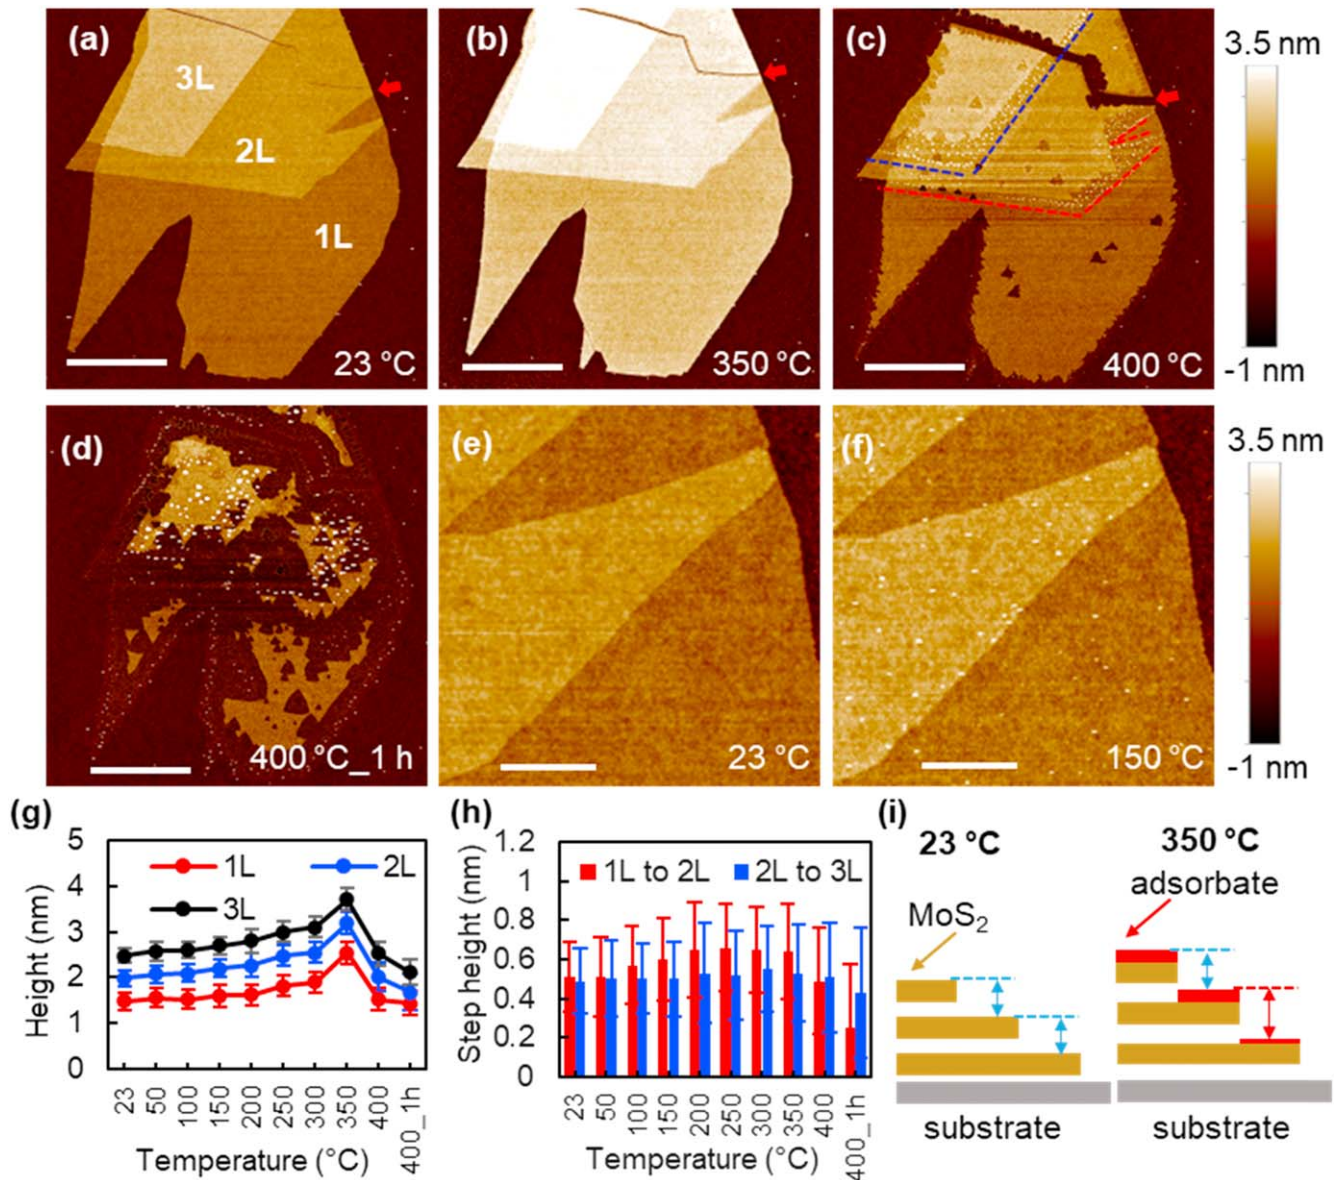 (a)
3L
2L
1L
23 °C
(b)
350 °C
(c)
400 °C
3.5 nm
-1 nm
(d)
400 °C_1 h
(e)
23 °C
(f)
150 °C
3.5 nm
-1 nm
(g)
Height (nm)
5
4
3
2
1
0
1L
2L
3L
23
50
100
150
200
250
300
350
400
400_1h
Temperature (°C)
(h)
Step height (nm)
1.2
1
0.8
0.6
0.4
0.2
0
1L to 2L
2L to 3L
23
50
100
150
200
250
300
350
400
400_1h
Temperature (°C)
(i)
23 °C
MoS₂
substrate
350 °C
adsorbate
substrate